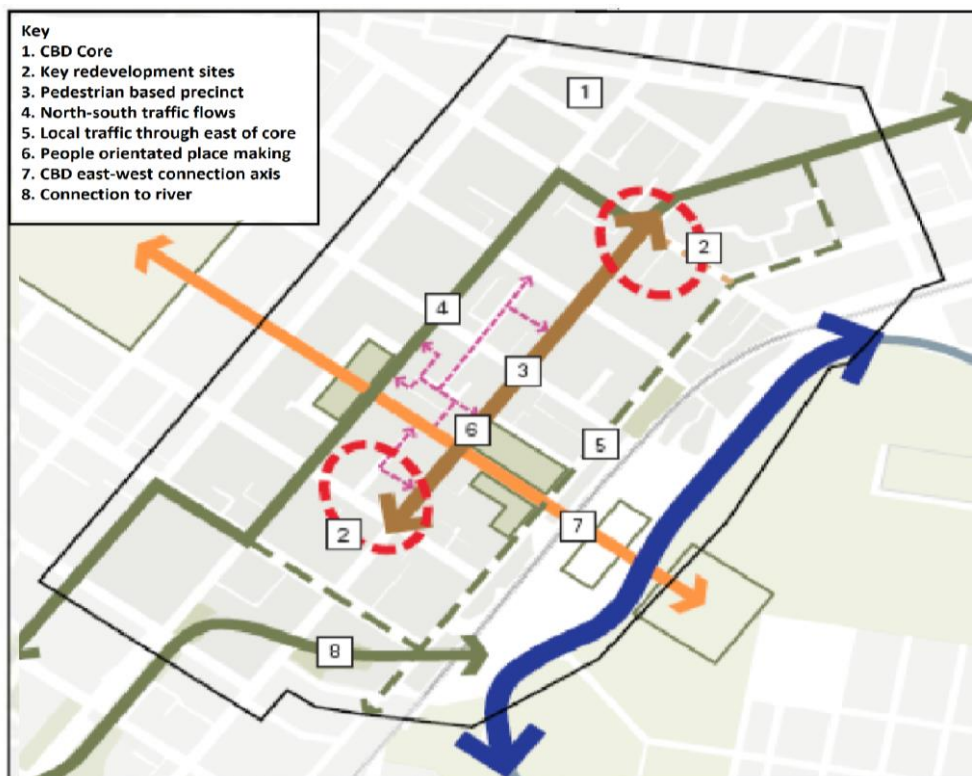 Key
1. CBD Core
2. Key redevelopment sites
3. Pedestrian based precinct
4. North-south traffic flows
5. Local traffic through east of core
6. People orientated place making
7. CBD east-west connection axis
8. Connection to river
1
2
4
3
6
5
7
2
8